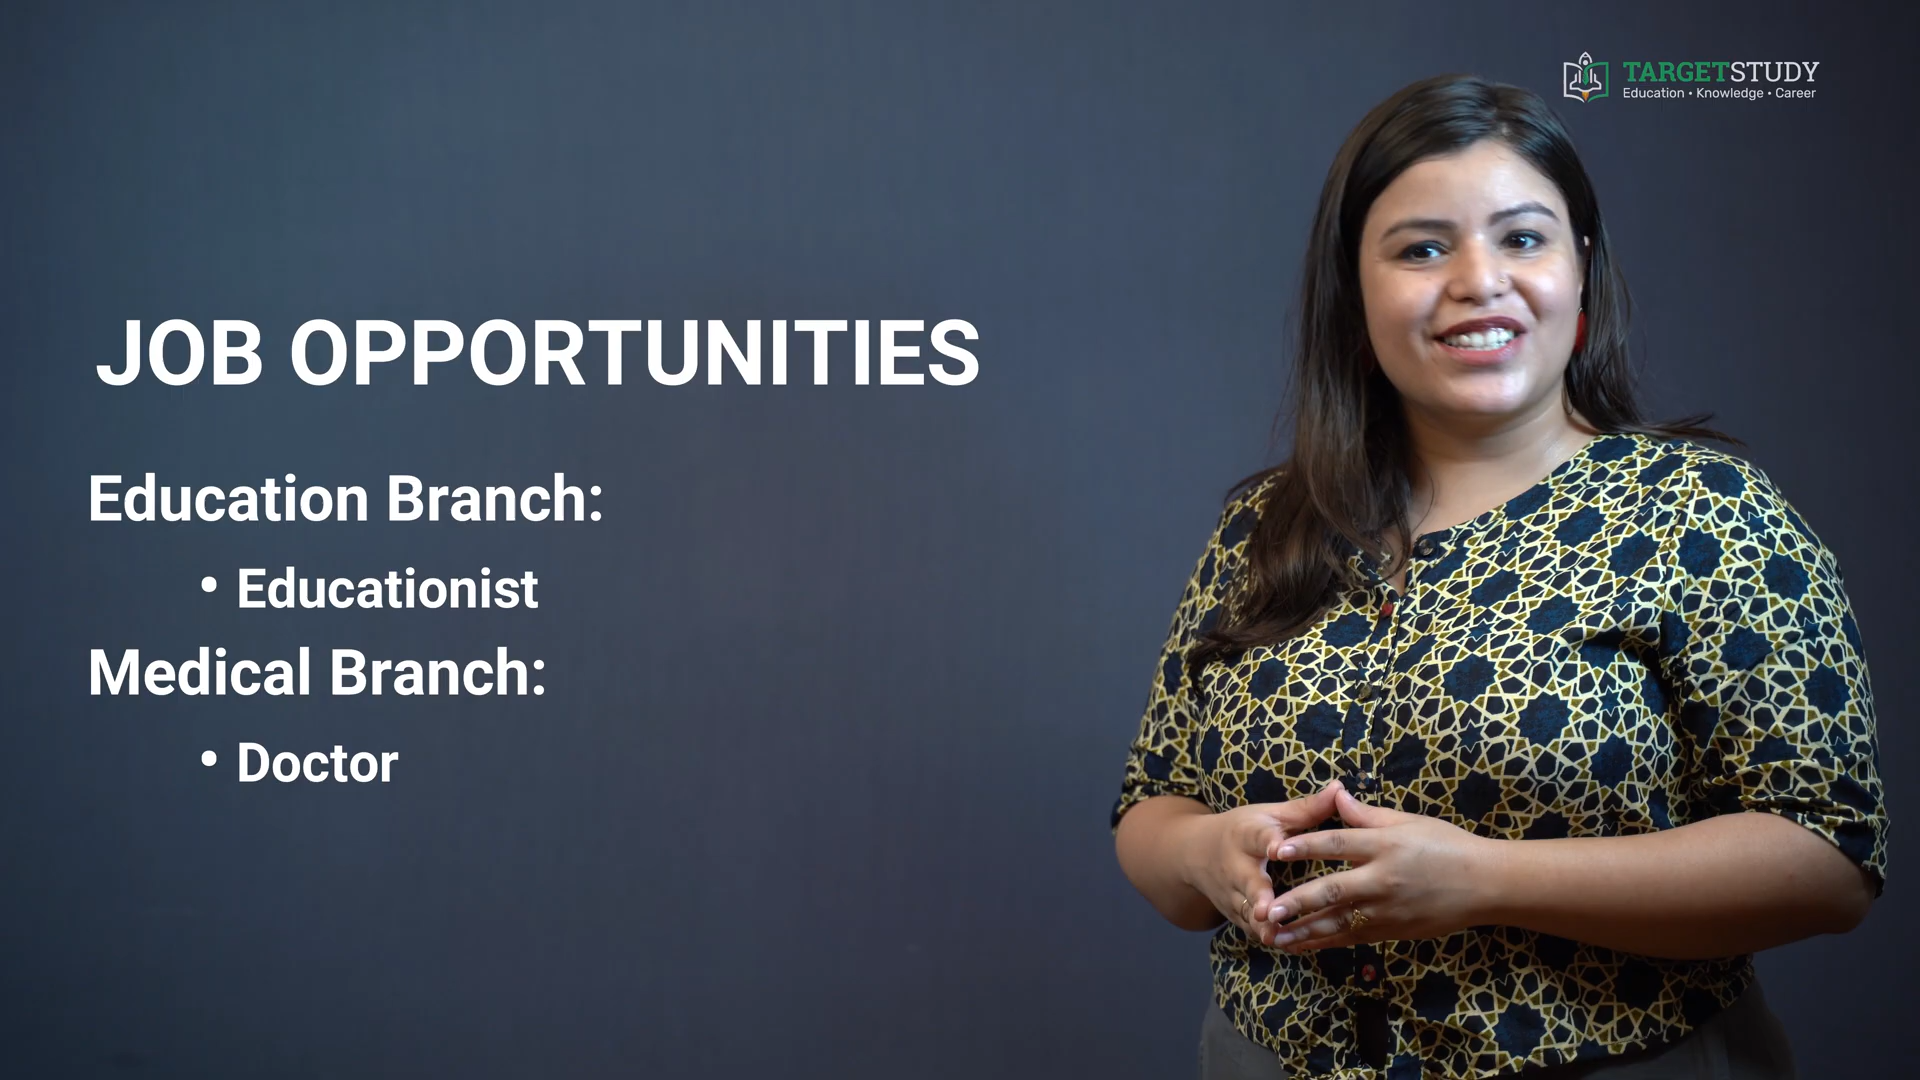 TARGETSTUDY
Education • Knowledge • Career
JOB OPPORTUNITIES
Education Branch:
• Educationist
Medical Branch:
• Doctor